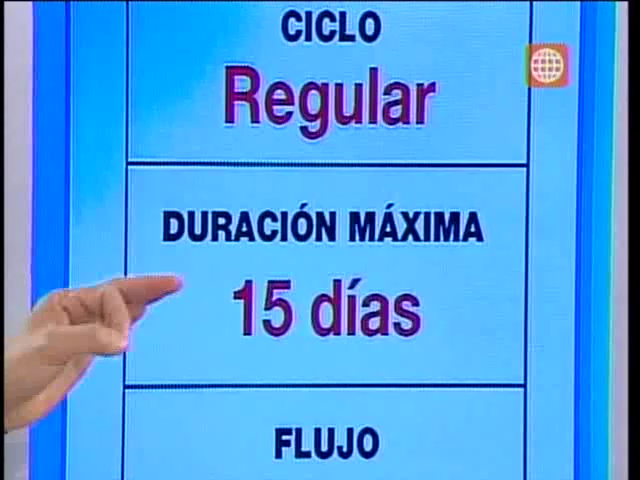 CICLO
Regular
DURACIÓN MÁXIMA
15 días
FLUJO